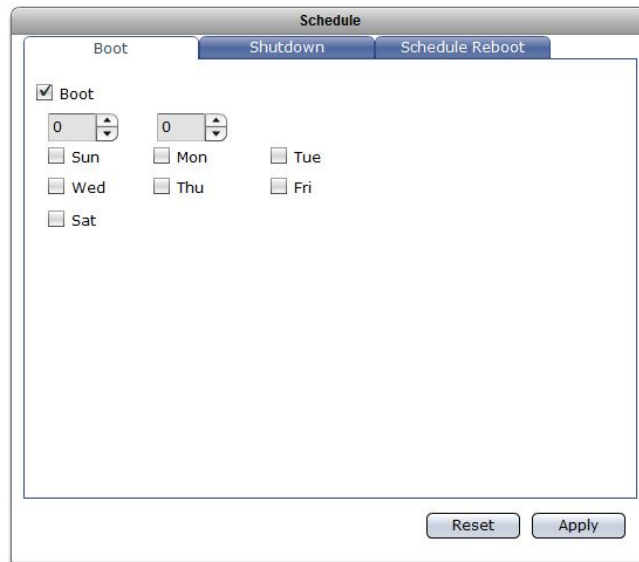 Schedule
Boot Shutdown Schedule Reboot
Boot
0 0
Sun Mon Tue
Wed Thu Fri
Sat
Reset Apply